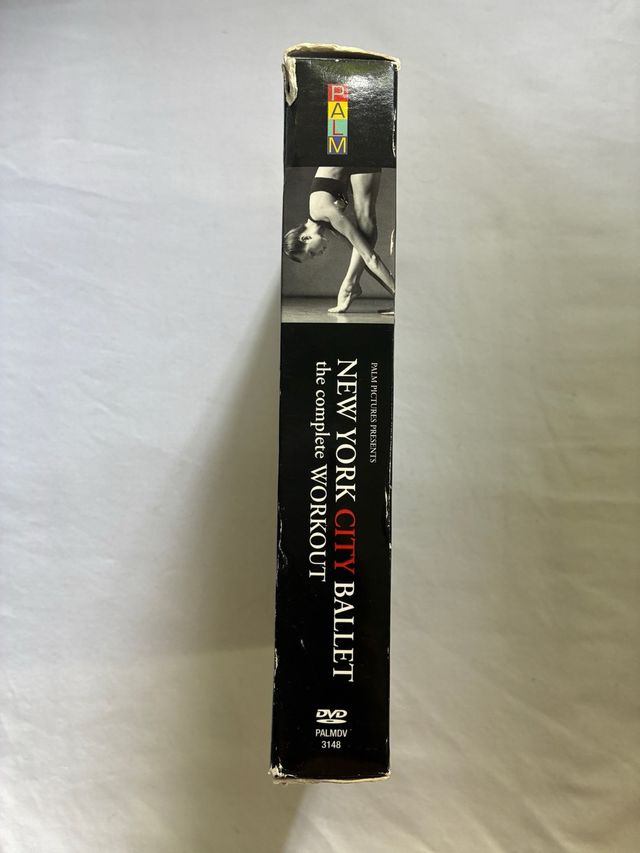 PALM
PALM PICTURES PRESENTS
NEW YORK CITY BALLET
the complete WORKOUT
DVD
PALMDV
3148